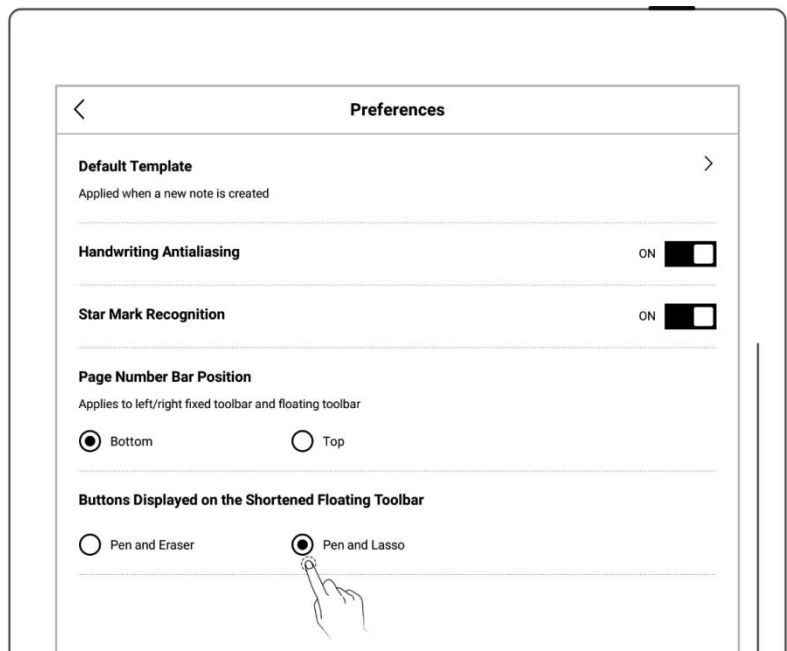 Preferences
Default Template
Applied when a new note is created
Handwriting Antialiasing
ON
Star Mark Recognition
ON
Page Number Bar Position
Applies to left/right fixed toolbar and floating toolbar
Bottom Top
Buttons Displayed on the Shortened Floating Toolbar
Pen and Eraser Pen and Lasso